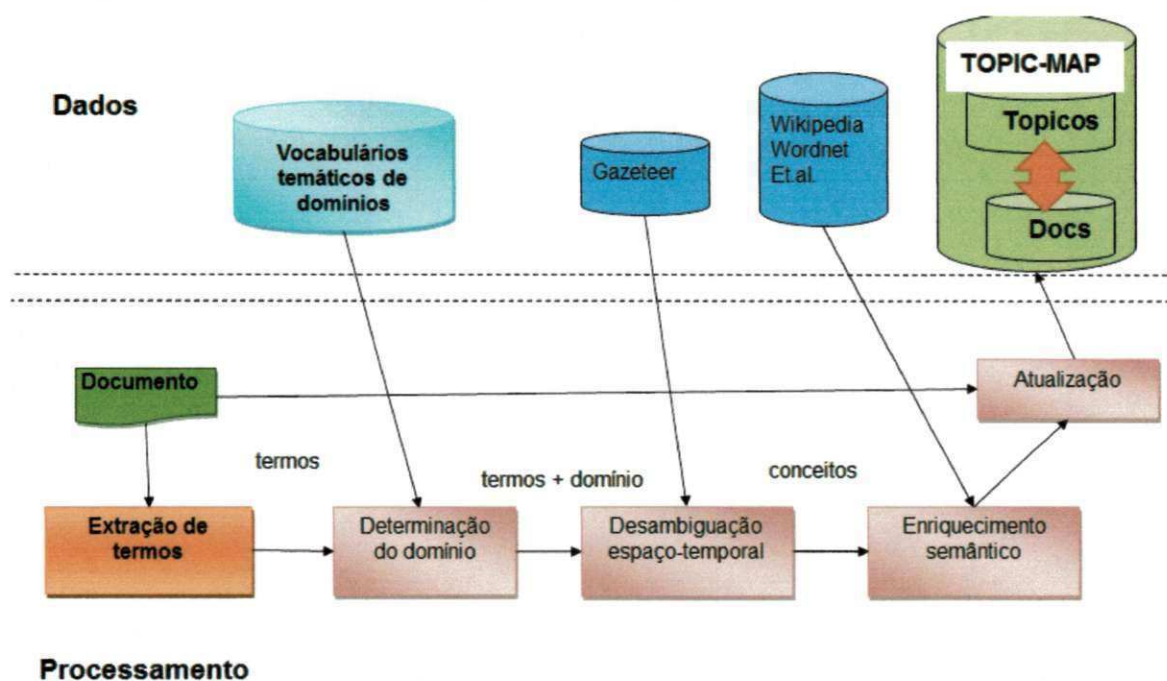 TOPIC-MAP
Dados
Topicos
Wikipedia
Wordnet
Et.al.
Vocabulários
temáticos de
domínios
Gazeteer
Docs
Documento
Atualização
termos
termos + domínio
conceitos
Extração de
termos
Determinação
do domínio
Desambiguação
espaço-temporal
Enriquecimento
semântico
Processamento